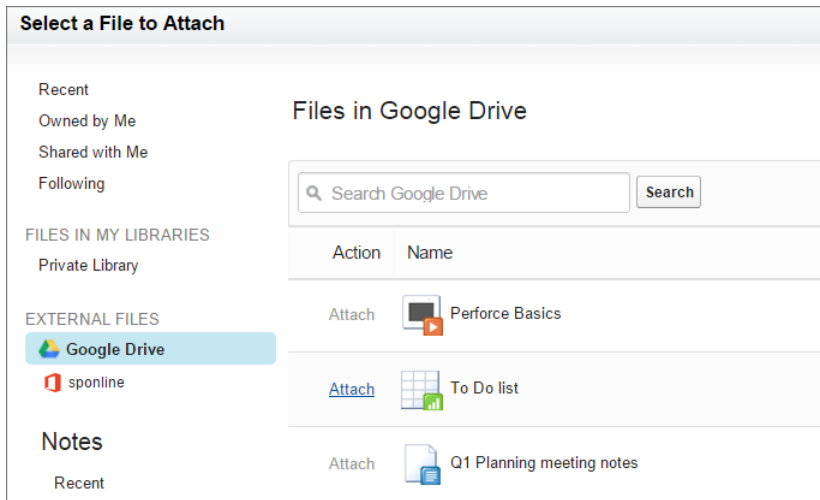 Select a File to Attach
Recent
Owned by Me
Shared with Me
Following
FILES IN MY LIBRARIES
Private Library
EXTERNAL FILES
Google Drive
sponline
Notes
Recent
Files in Google Drive
Search Google Drive
Search
Action Name
Attach Perforce Basics
Attach To Do list
Attach Q1 Planning meeting notes